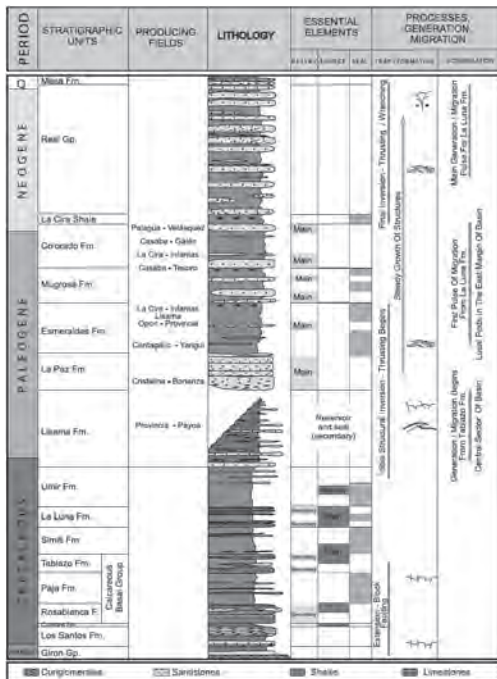 PERIOD
STRATIGRAPHIC UNITS
PRODUCING FIELDS
LITHOLOGY
ESSENTIAL ELEMENTS
PROCESSES, GENERATION, MIGRATION
SEAL
Q
NEOGENE
PALEOGENE
CRETACEOUS
Mesa Fm.
Real Gp.
La Cira Shale
Colorado Fm.
Mugrosa Fm.
Esmeraldas Fm.
La Paz Fm.
Lisama Fm.
Umir Fm.
La Luna Fm.
Simití Fm.
Tablazo Fm.
Paja Fm.
Rosablanca F.
Los Santos Fm.
Giron Gp.
Calcareous Basal Group
Palagua - Velasquez
Casabe - Galán
La Cira - Infantas
Casabe - Tesoro
La Cira - Infantas
Lisama
Opon - Provincia
Cantagallo - Yarigui
Cristalina - Bonanza
Provincia - Payoa
Main
Main
Main
Main
Main
Main
Reservoir and seal (secondary)
Final Inversion - Thrusting / Wrenching
Steady Growth Of Structures
Structural Inversion - Thrusting Begins
Extension - Block Faulting
Main Generation / Migration Pulse For La Luna Fm.
First Pulse Of Migration From La Luna Fm.
Local Pods In The East Margin Of Basin
Generation / Migration Begins From Tablazo Fm.
Central Sector Of Basin
Conglomerates
Sandstones
Shales
Limestones